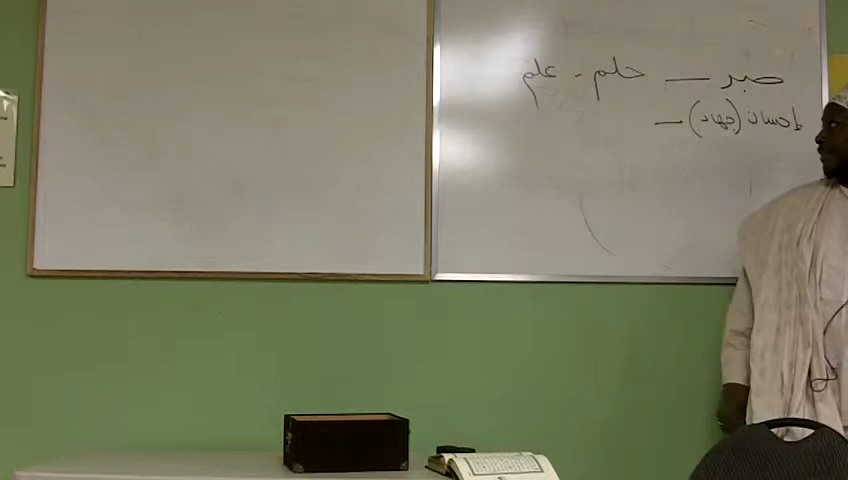 صبر — حلم - علم
إحسان (جهاد) —